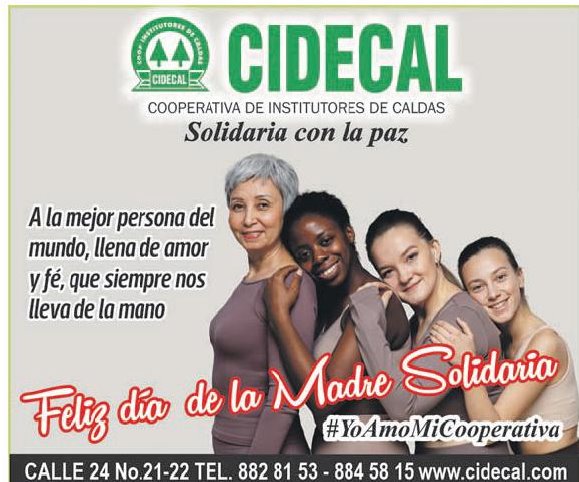 COOP. INSTITUTORES DE CALDAS
CIDECAL
CIDECAL
COOPERATIVA DE INSTITUTORES DE CALDAS
Solidaria con la paz
A la mejor persona del
mundo, llena de amor
y fé, que siempre nos
lleva de la mano
Feliz día de la Madre Solidaria
#YoAmoMiCooperativa
CALLE 24 No.21-22 TEL. 882 81 53 - 884 58 15 www.cidecal.com